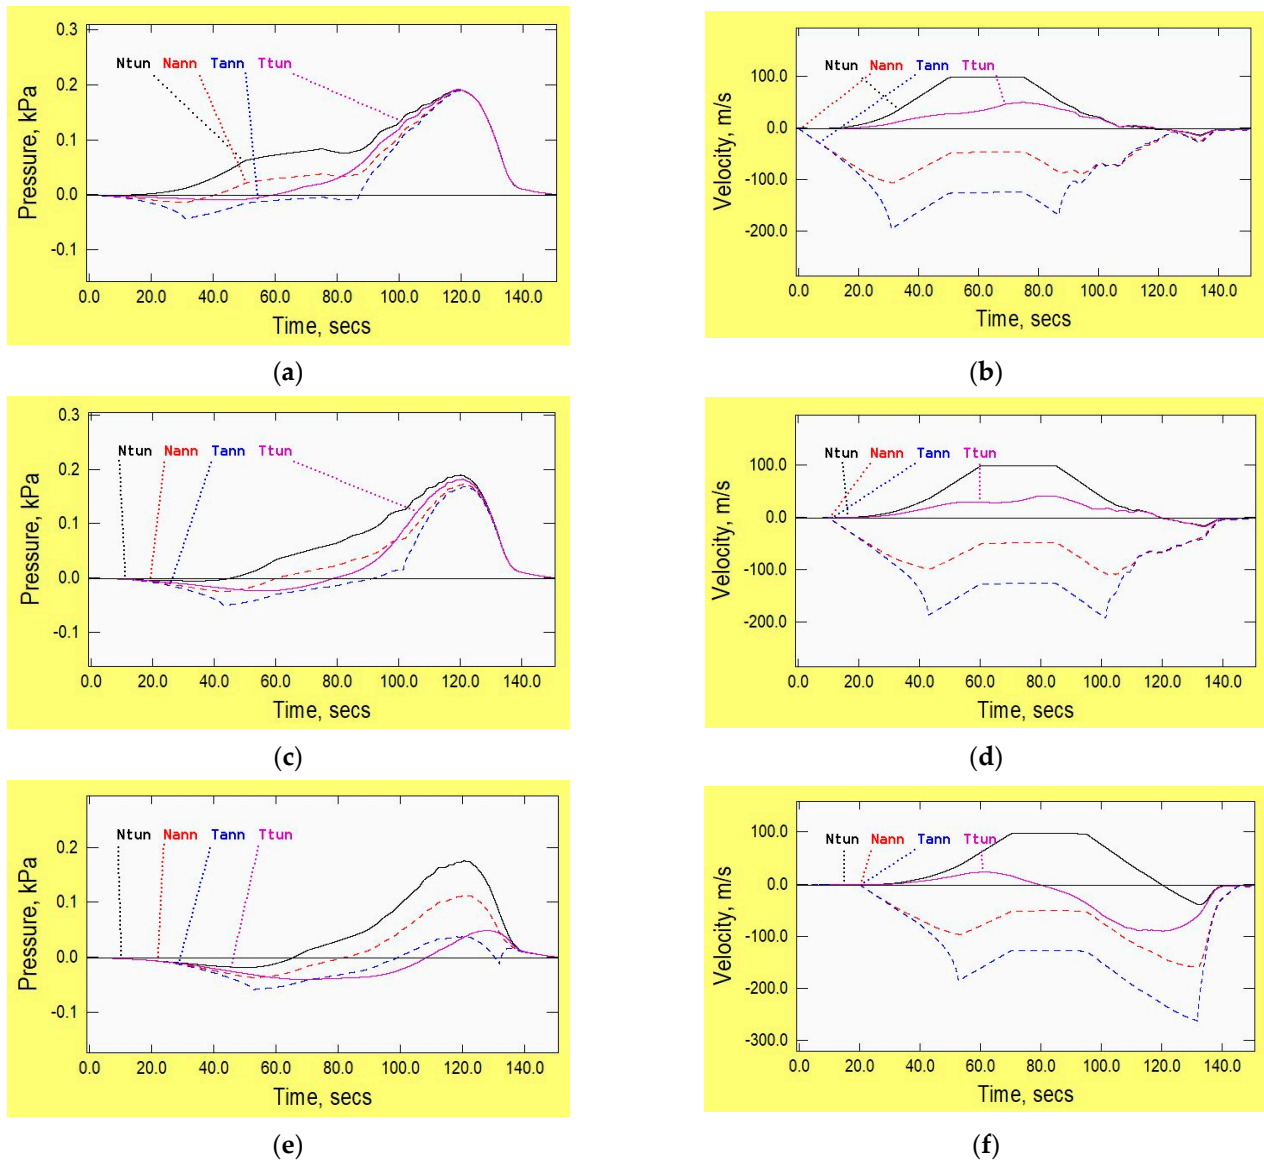 0.3
0.2
0.1
0.0
-0.1
Pressure, kPa
Ntun Nann Tann Ttun
0.0 20.0 40.0 60.0 80.0 100.0 120.0 140.0
Time, secs
(a)
100.0
0.0
-100.0
-200.0
Velocity, m/s
Ntun Nann Tann Ttun
0.0 20.0 40.0 60.0 80.0 100.0 120.0 140.0
Time, secs
(b)
0.3
0.2
0.1
0.0
-0.1
Pressure, kPa
Ntun Nann Tann Ttun
0.0 20.0 40.0 60.0 80.0 100.0 120.0 140.0
Time, secs
(c)
100.0
0.0
-100.0
-200.0
Velocity, m/s
Ntun Nann Tann Ttun
0.0 20.0 40.0 60.0 80.0 100.0 120.0 140.0
Time, secs
(d)
0.2
0.1
0.0
-0.1
Pressure, kPa
Ntun Nann Tann Ttun
0.0 20.0 40.0 60.0 80.0 100.0 120.0 140.0
Time, secs
(e)
100.0
0.0
-100.0
-200.0
-300.0
Velocity, m/s
Ntun Nann Tann Ttun
0.0 20.0 40.0 60.0 80.0 100.0 120.0 140.0
Time, secs
(f)